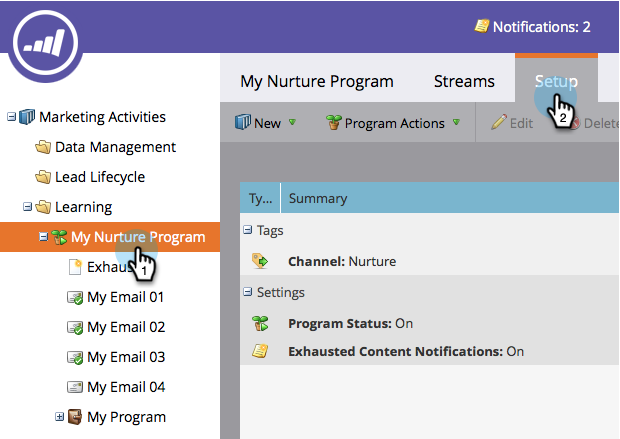 Notifications: 2
My Nurture Program Streams Setup
Marketing Activities
New Program Actions Edit Delete
2
Data Management
Lead Lifecycle
Ty... Summary
Learning
Tags
My Nurture Program
1
Channel: Nurture
Exhaus
Settings
My Email 01
Program Status: On
My Email 02
Exhausted Content Notifications: On
My Email 03
My Email 04
My Program